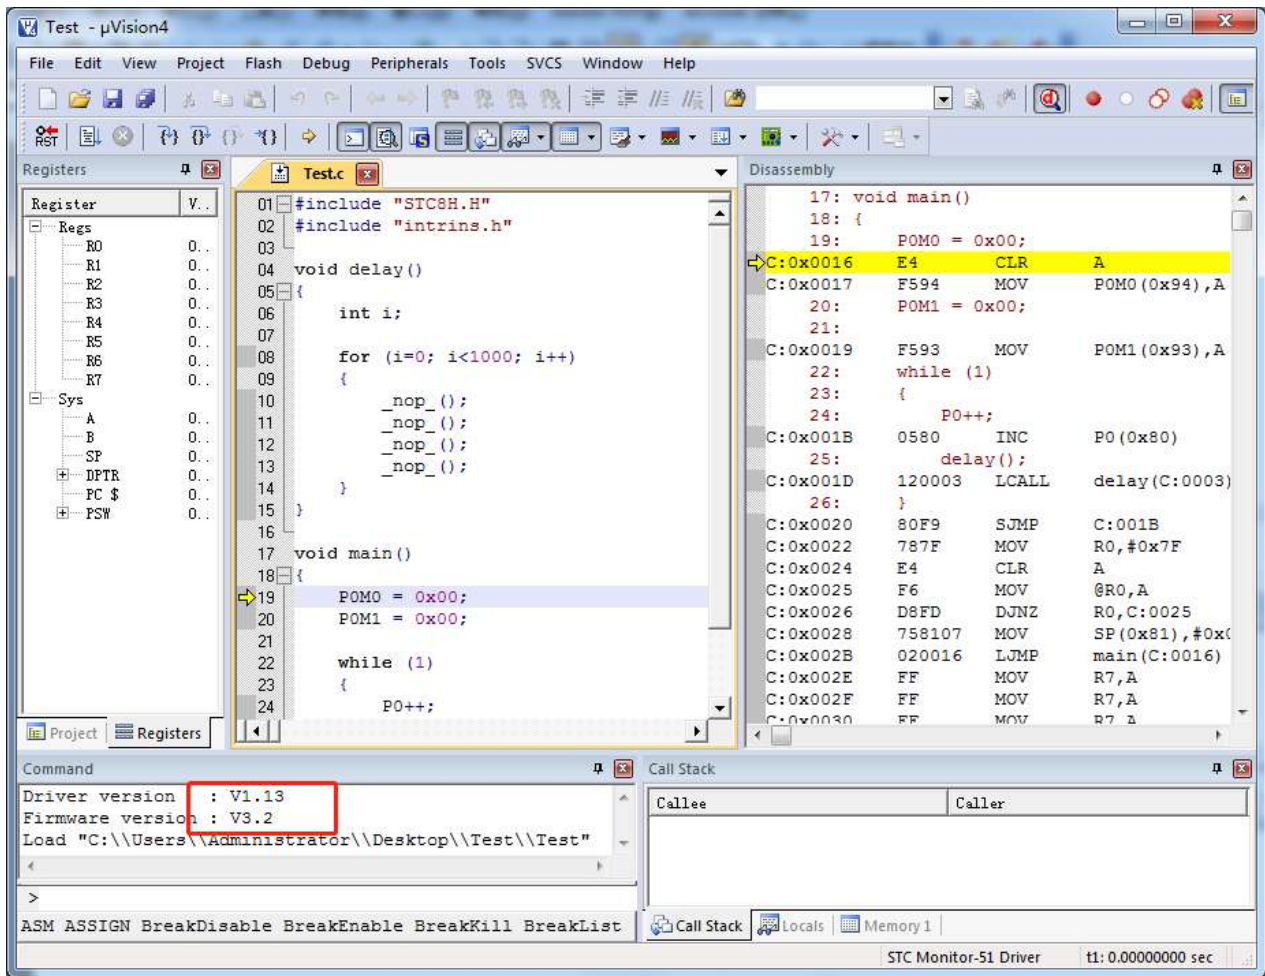 Test - µVision4
File Edit View Project Flash Debug Peripherals Tools SVCS Window Help
RST
Registers
Register V..
Regs
R0 0..
R1 0..
R2 0..
R3 0..
R4 0..
R5 0..
R6 0..
R7 0..
Sys
A 0..
B 0..
SP 0..
DPTR 0..
PC $ 0..
PSW 0..
Project Registers
Test.c
01 #include "STC8H.H"
02 #include "intrins.h"
03
04 void delay()
05 {
06 int i;
07
08 for (i=0; i<1000; i++)
09 {
10 _nop_();
11 _nop_();
12 _nop_();
13 _nop_();
14 }
15 }
16
17 void main()
18 {
19 P0M0 = 0x00;
20 P0M1 = 0x00;
21
22 while (1)
23 {
24 P0++;
Disassembly
17: void main()
18: {
19: P0M0 = 0x00;
C:0x0016 E4 CLR A
C:0x0017 F594 MOV P0M0(0x94),A
20: P0M1 = 0x00;
21:
C:0x0019 F593 MOV P0M1(0x93),A
22: while (1)
23: {
24: P0++;
C:0x001B 0580 INC P0(0x80)
25: delay();
C:0x001D 120003 LCALL delay(C:0003)
26: }
C:0x0020 80F9 SJMP C:001B
C:0x0022 787F MOV R0,#0x7F
C:0x0024 E4 CLR A
C:0x0025 F6 MOV @R0,A
C:0x0026 D8FD DJNZ R0,C:0025
C:0x0028 758107 MOV SP(0x81),#0x0
C:0x002B 020016 LJMP main(C:0016)
C:0x002E FF MOV R7,A
C:0x002F FF MOV R7,A
C:0x0030 FF MOV R7,A
Command
Driver version : V1.13
Firmware version : V3.2
Load "C:\\Users\\Administrator\\Desktop\\Test\\Test"
>
ASM ASSIGN BreakDisable BreakEnable BreakKill BreakList
Call Stack
Callee Caller
Call Stack Locals Memory 1
STC Monitor-51 Driver t1: 0.00000000 sec